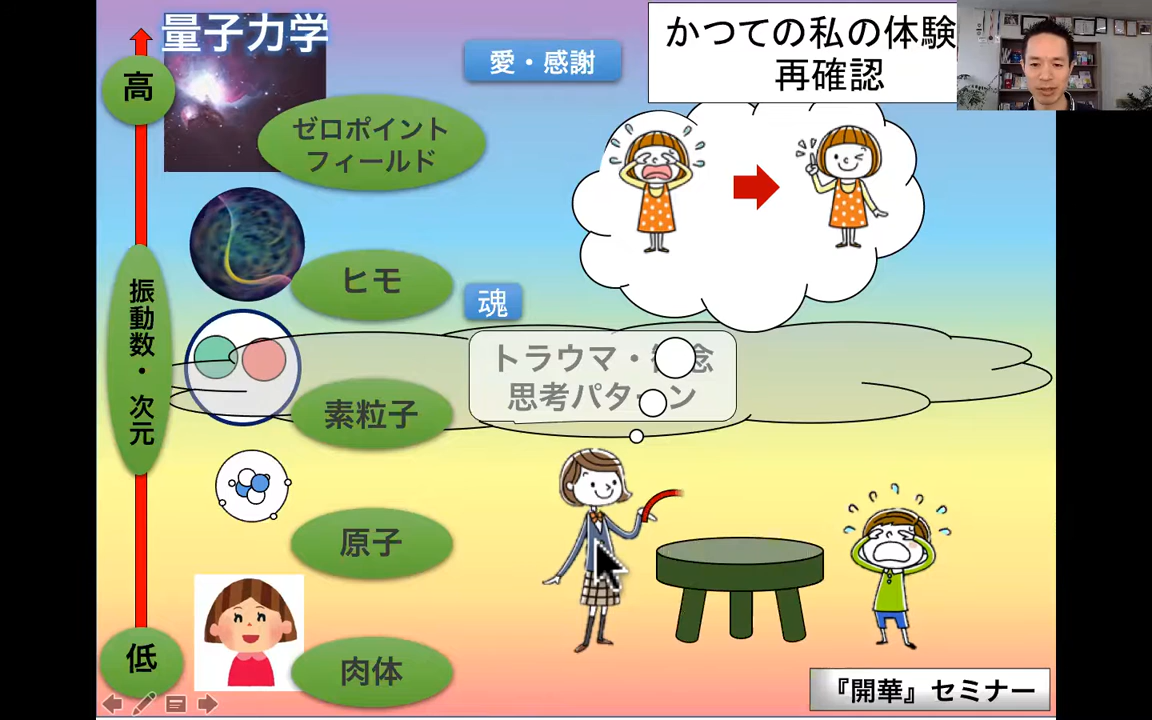 量子力学
高
愛・感謝
かつての私の体験
再確認
ゼロポイント
フィールド
ヒモ
魂
振動数・次元
トラウマ・念
思考パターン
素粒子
原子
肉体
低
『開華』セミナー